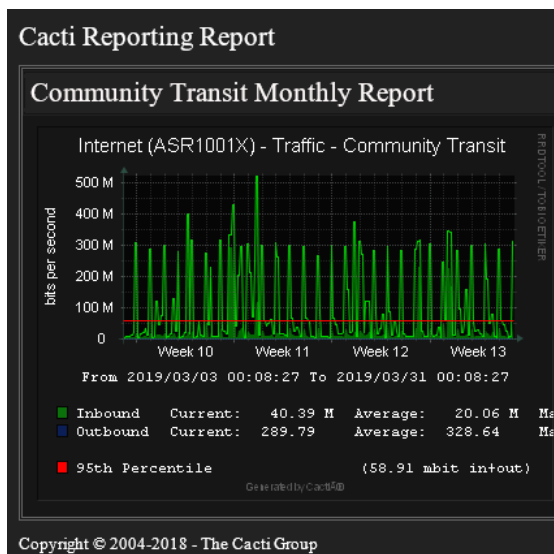 Cacti Reporting Report
Community Transit Monthly Report
Internet (ASR1001X) - Traffic - Community Transit
RRDTOOL / TOBI OETIKER
bits per second
500 M
400 M
300 M
200 M
100 M
0
Week 10 Week 11 Week 12 Week 13
From 2019/03/03 00:08:27 To 2019/03/31 00:08:27
Inbound Current: 40.39 M Average: 20.06 M Ma
Outbound Current: 289.79 Average: 328.64 Ma
95th Percentile (58.91 mbit in+out)
Generated by CactiÂ®
Copyright © 2004-2018 - The Cacti Group